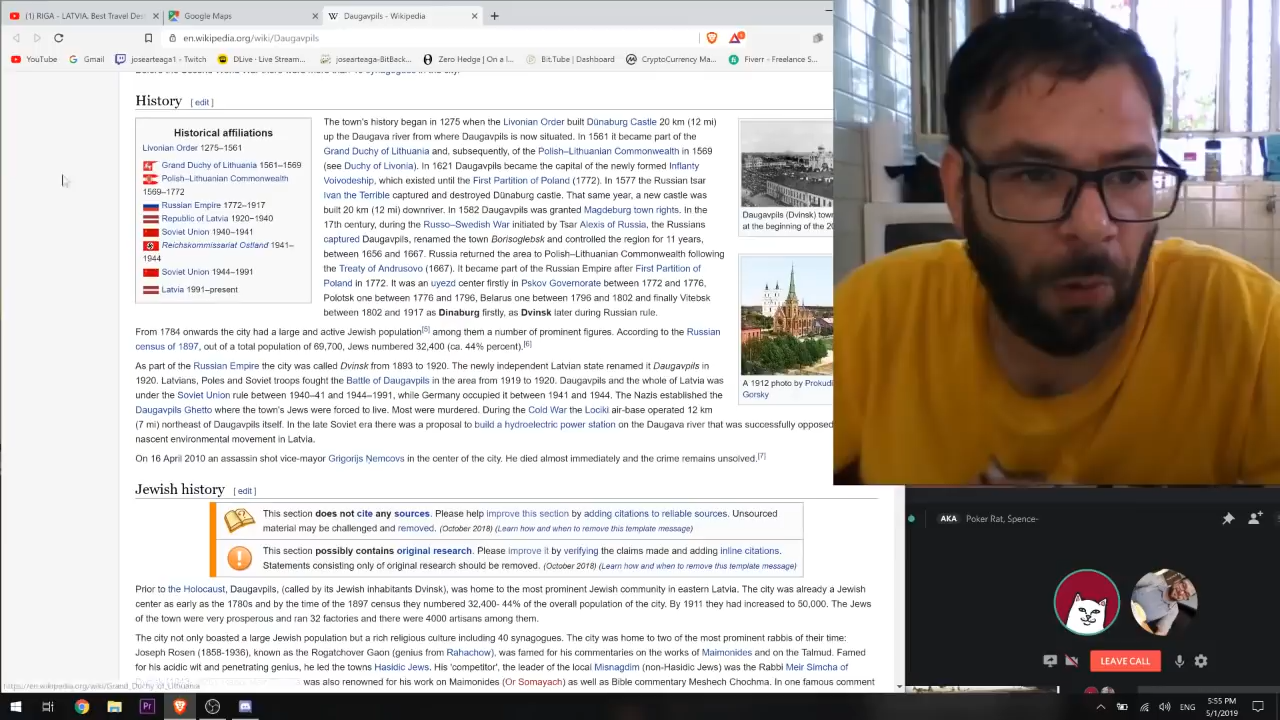 (1) RIGA - LATVIA. Best Travel Des
Google Maps
Daugavpils - Wikipedia
en.wikipedia.org/wiki/Daugavpils
YouTube
Gmail
josearteaga1 - Twitch
DLive · Live Stream...
josearteaga-BitBack...
Zero Hedge | On a l...
Bit.Tube | Dashboard
CryptoCurrency Ma...
Fiverr - Freelance S...
History [ edit ]
Historical affiliations
Livonian Order 1275–1561
Grand Duchy of Lithuania 1561–1569
Polish–Lithuanian Commonwealth
1569–1772
Russian Empire 1772–1917
Republic of Latvia 1920–1940
Soviet Union 1940–1941
Reichskommissariat Ostland 1941–
1944
Soviet Union 1944–1991
Latvia 1991–present
The town's history began in 1275 when the Livonian Order built Dünaburg Castle 20 km (12 mi)
up the Daugava river from where Daugavpils is now situated. In 1561 it became part of the
Grand Duchy of Lithuania and, subsequently, of the Polish–Lithuanian Commonwealth in 1569
(see Duchy of Livonia). In 1621 Daugavpils became the capital of the newly formed Inflanty
Voivodeship, which existed until the First Partition of Poland (1772). In 1577 the Russian tsar
Ivan the Terrible captured and destroyed Dünaburg castle. That same year, a new castle was
built 20 km (12 mi) downriver. In 1582 Daugavpils was granted Magdeburg town rights. In the
17th century, during the Russo–Swedish War initiated by Tsar Alexis of Russia, the Russians
captured Daugavpils, renamed the town Borisoglebsk and controlled the region for 11 years,
between 1656 and 1667. Russia returned the area to Polish–Lithuanian Commonwealth following
the Treaty of Andrusovo (1667). It became part of the Russian Empire after First Partition of
Poland in 1772. It was an uyezd center firstly in Pskov Governorate between 1772 and 1776,
Polotsk one between 1776 and 1796, Belarus one between 1796 and 1802 and finally Vitebsk
between 1802 and 1917 as Dinaburg firstly, as Dvinsk later during Russian rule.
Daugavpils (Dvinsk) tow
at the beginning of the 20
A 1912 photo by Prokudi
Gorsky
From 1784 onwards the city had a large and active Jewish population[5] among them a number of prominent figures. According to the Russian
census of 1897, out of a total population of 69,700, Jews numbered 32,400 (ca. 44% percent).[6]
As part of the Russian Empire the city was called Dvinsk from 1893 to 1920. The newly independent Latvian state renamed it Daugavpils in
1920. Latvians, Poles and Soviet troops fought the Battle of Daugavpils in the area from 1919 to 1920. Daugavpils and the whole of Latvia was
under the Soviet Union rule between 1940–41 and 1944–1991, while Germany occupied it between 1941 and 1944. The Nazis established the
Daugavpils Ghetto where the town's Jews were forced to live. Most were murdered. During the Cold War the Lociki air-base operated 12 km
(7 mi) northeast of Daugavpils itself. In the late Soviet era there was a proposal to build a hydroelectric power station on the Daugava river that was successfully opposed
nascent environmental movement in Latvia.
On 16 April 2010 an assassin shot vice-mayor Grigorijs Ņemcovs in the center of the city. He died almost immediately and the crime remains unsolved.[7]
Jewish history [ edit ]
This section does not cite any sources. Please help improve this section by adding citations to reliable sources. Unsourced
material may be challenged and removed. (October 2018) (Learn how and when to remove this template message)
This section possibly contains original research. Please improve it by verifying the claims made and adding inline citations.
Statements consisting only of original research should be removed. (October 2018) (Learn how and when to remove this template message)
Prior to the Holocaust, Daugavpils, (called by its Jewish inhabitants Dvinsk), was home to the most prominent Jewish community in eastern Latvia. The city was already a Jewish
center as early as the 1780s and by the time of the 1897 census they numbered 32,400- 44% of the overall population of the city. By 1911 they had increased to 50,000. The Jews
of the town were very prosperous and ran 32 factories and there were 4000 artisans among them.
The city not only boasted a large Jewish population but a rich religious culture including 40 synagogues. The city was home to two of the most prominent rabbis of their time:
Joseph Rosen (1858-1936), known as the Rogatchover Gaon (genius from Rahachow), was famed for his commentaries on the works of Maimonides and on the Talmud. Famed
for his acidic wit and penetrating genius, he led the towns Hasidic Jews. His 'competitor', the leader of the local Misnagdim (non-Hasidic Jews) was the Rabbi Meir Simcha of
was also renowned for his work on Maimonides (Or Somayach) as well as Bible commentary Meshech Chochma. In one famous comment
https://en.wikipedia.org/wiki/Grand_Duchy_of_Lithuania
AKA Poker Rat, Spence-
LEAVE CALL
ENG
5:55 PM
5/1/2019